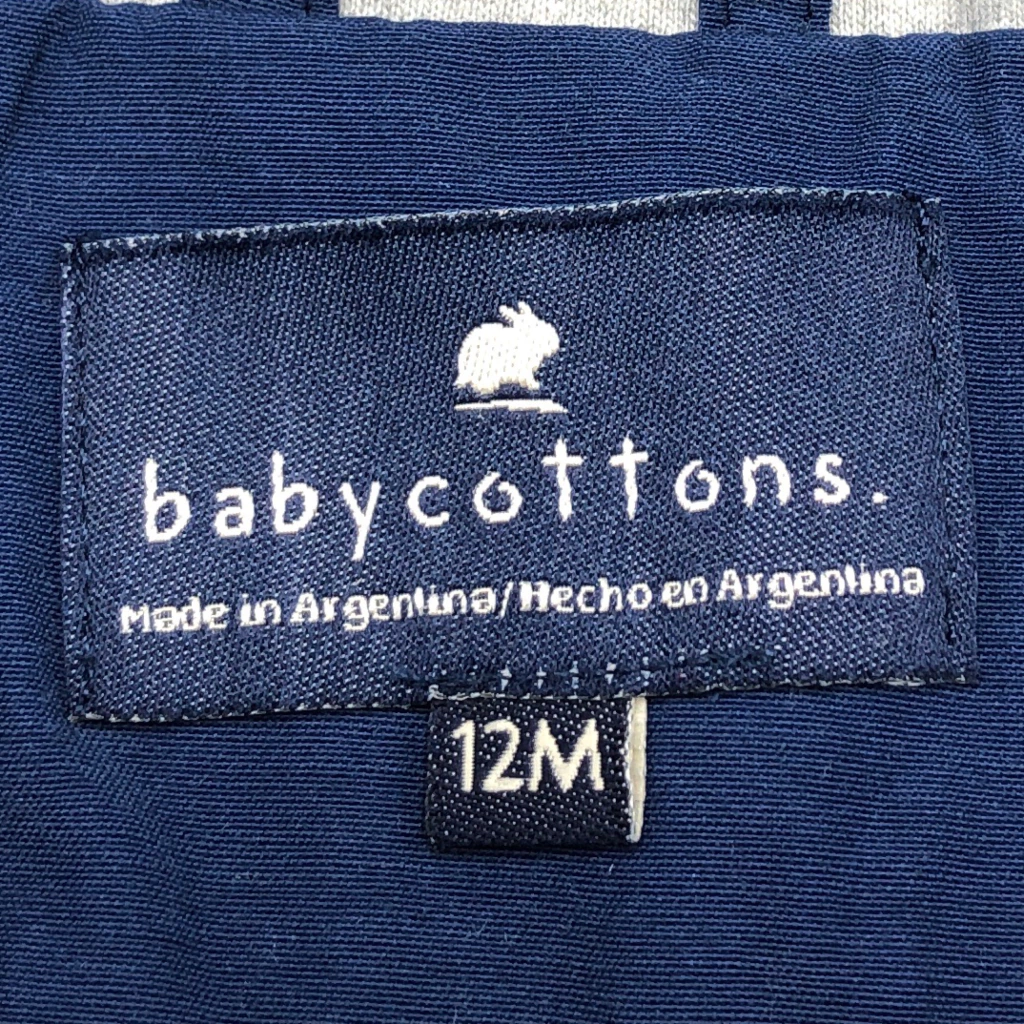 babycottons.
Made in Argentina/Hecho en Argentina
12M